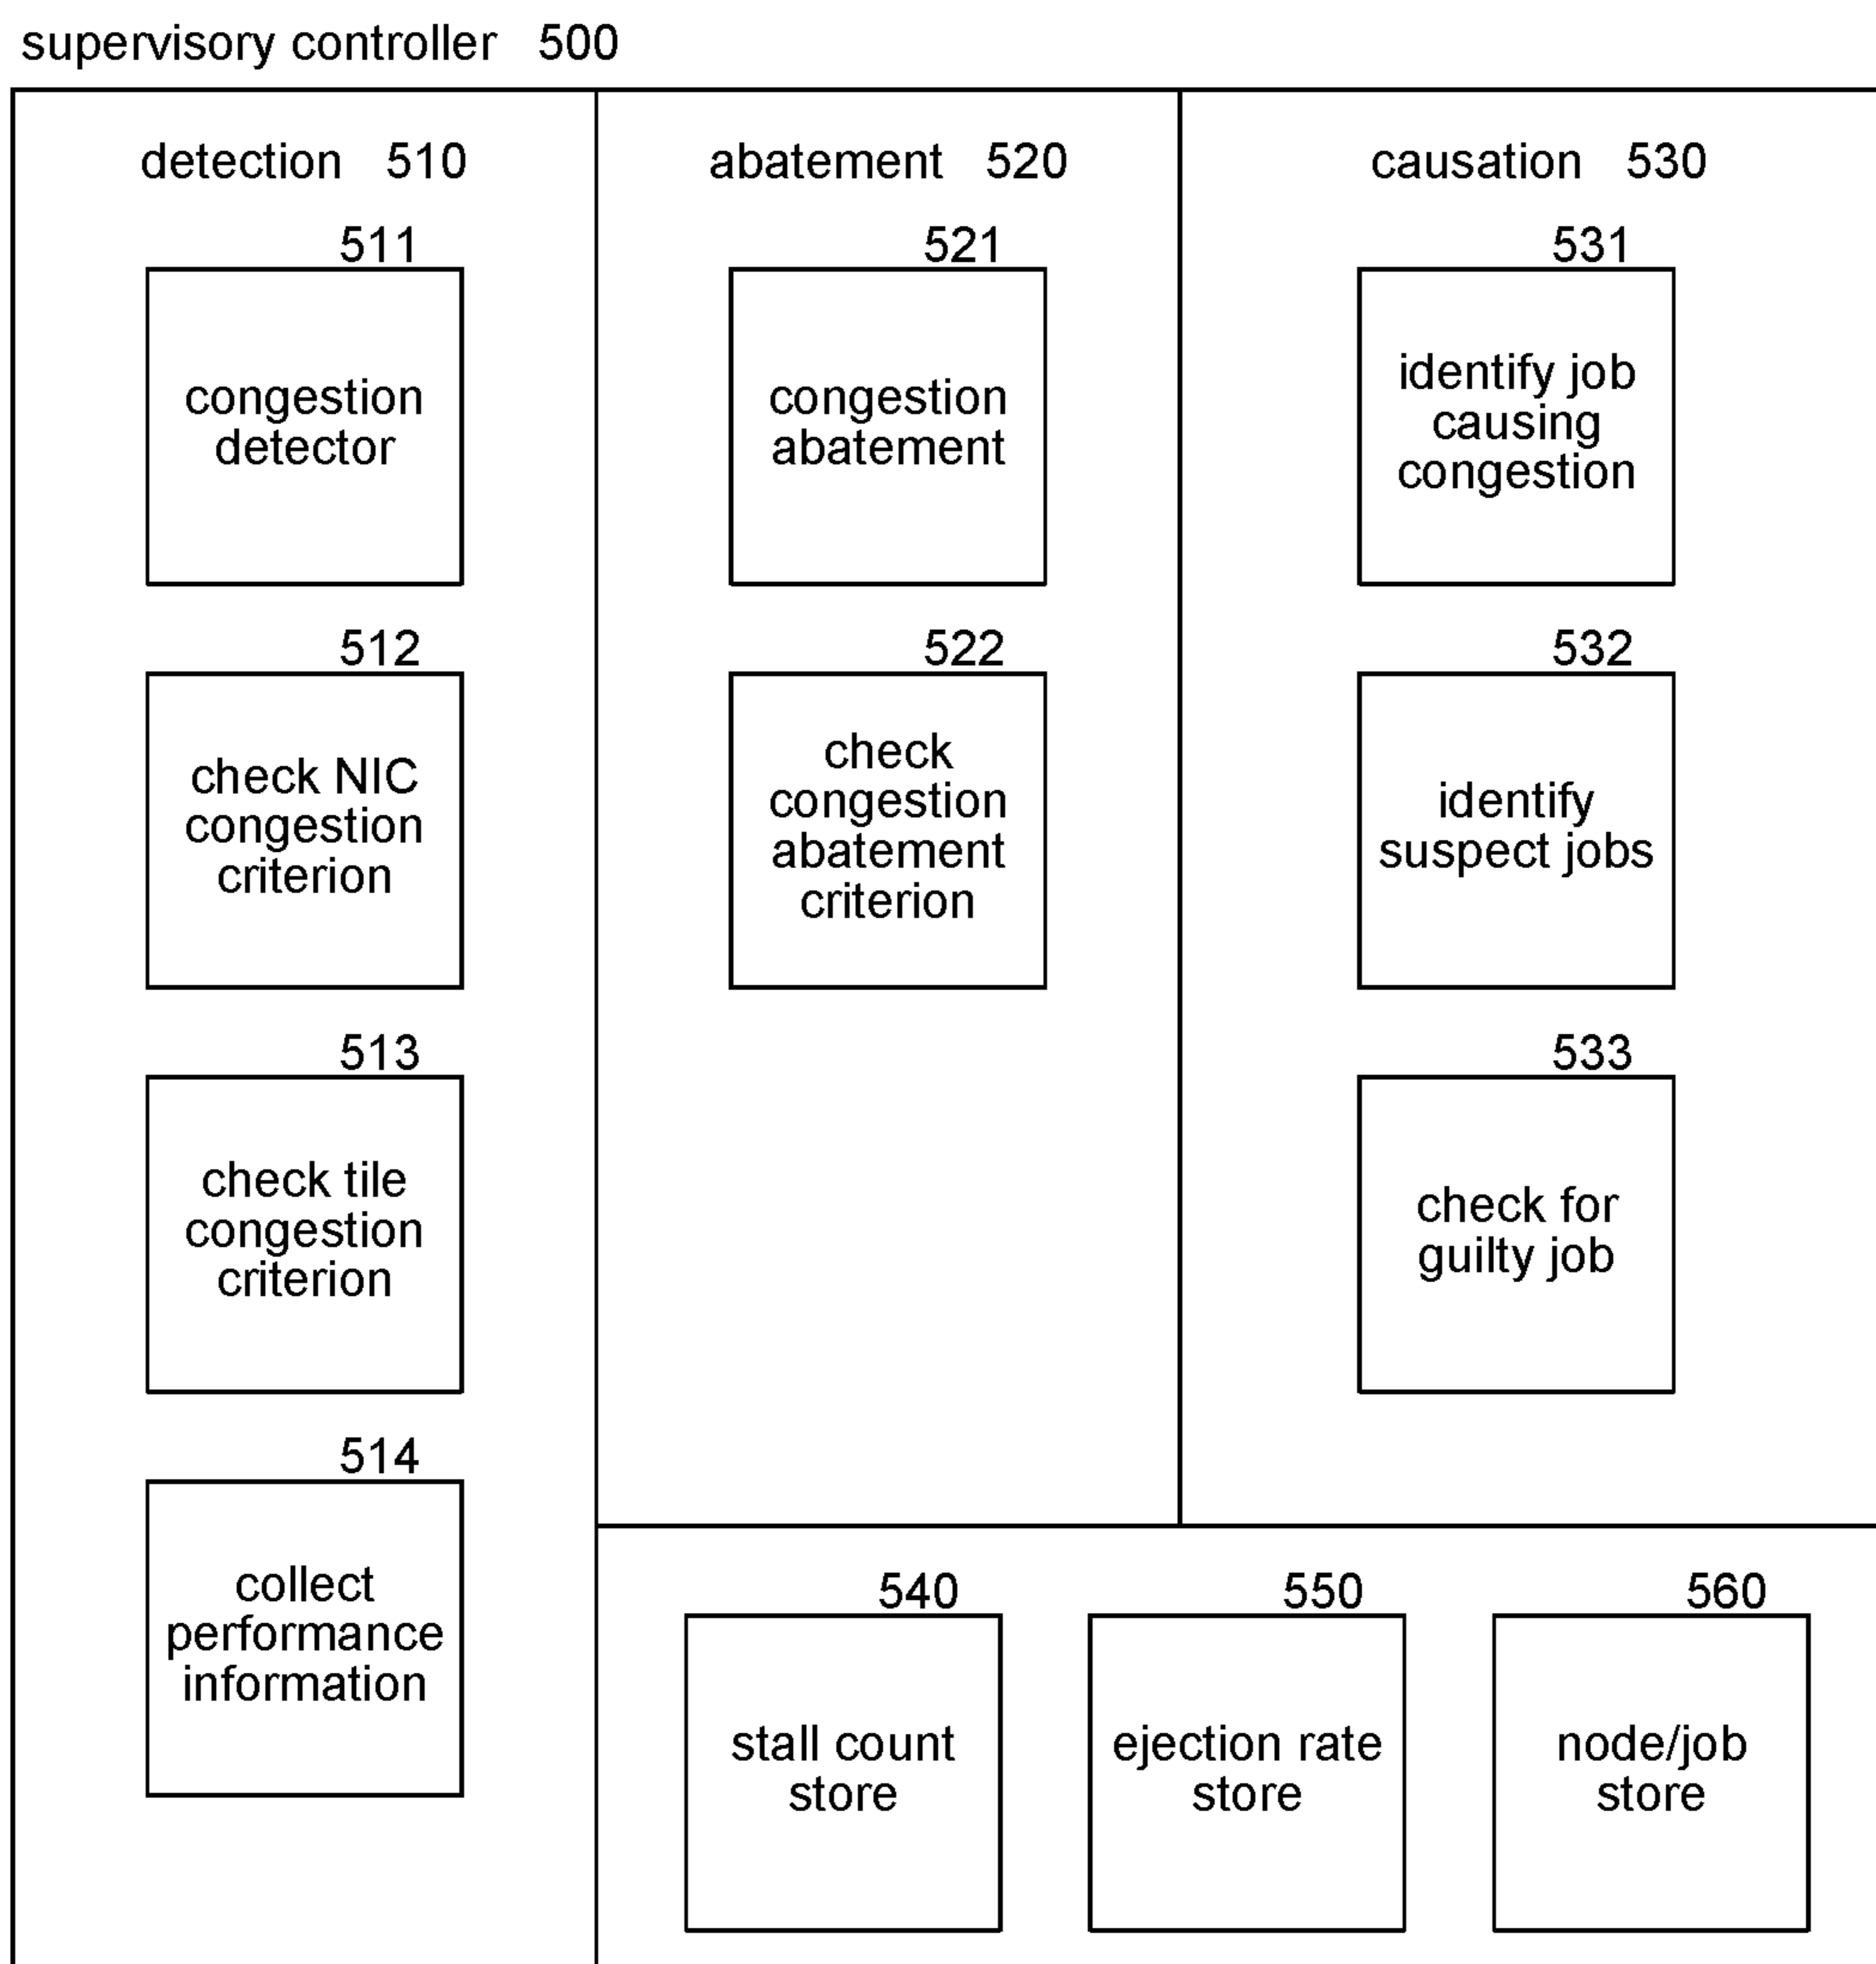 supervisory controller 500
detection 510
511
congestion
detector
512
check NIC
congestion
criterion
513
check tile
congestion
criterion
514
collect
performance
information
abatement 520
521
congestion
abatement
522
check
congestion
abatement
criterion
causation 530
531
identify job
causing
congestion
532
identify
suspect jobs
533
check for
guilty job
540
stall count
store
550
ejection rate
store
560
node/job
store